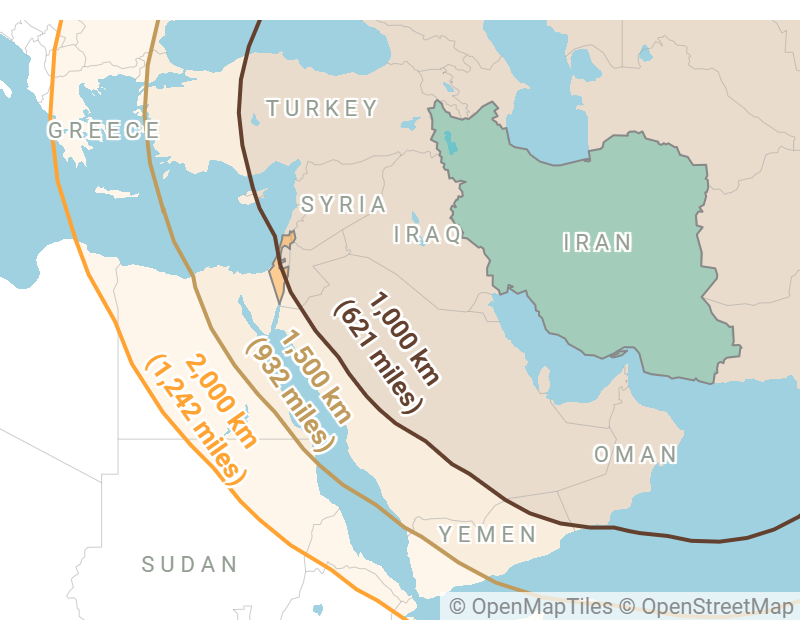 TURKEY
GREECE
SYRIA
IRAQ
IRAN
1,000 km
(621 miles)
1,500 km
(932 miles)
2,000 km
(1,242 miles)
OMAN
YEMEN
SUDAN
© OpenMapTiles © OpenStreetMap